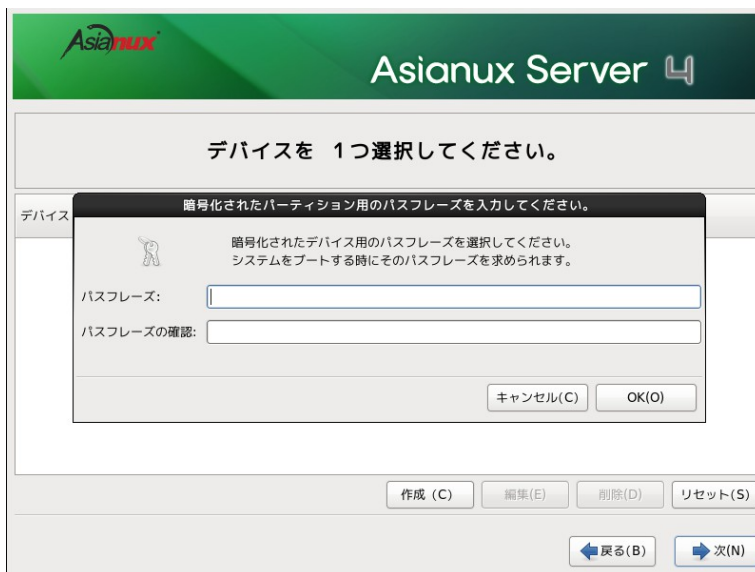 Asianux
Asianux Server 4
デバイスを 1つ選択してください。
デバイス
暗号化されたパーティション用のパスフレーズを入力してください。
暗号化されたデバイス用のパスフレーズを選択してください。
システムをブートする時にそのパスフレーズを求められます。
パスフレーズ:
パスフレーズの確認:
キャンセル(C) OK(O)
作成 (C) 編集(E) 削除(D) リセット(S)
戻る(B) 次(N)